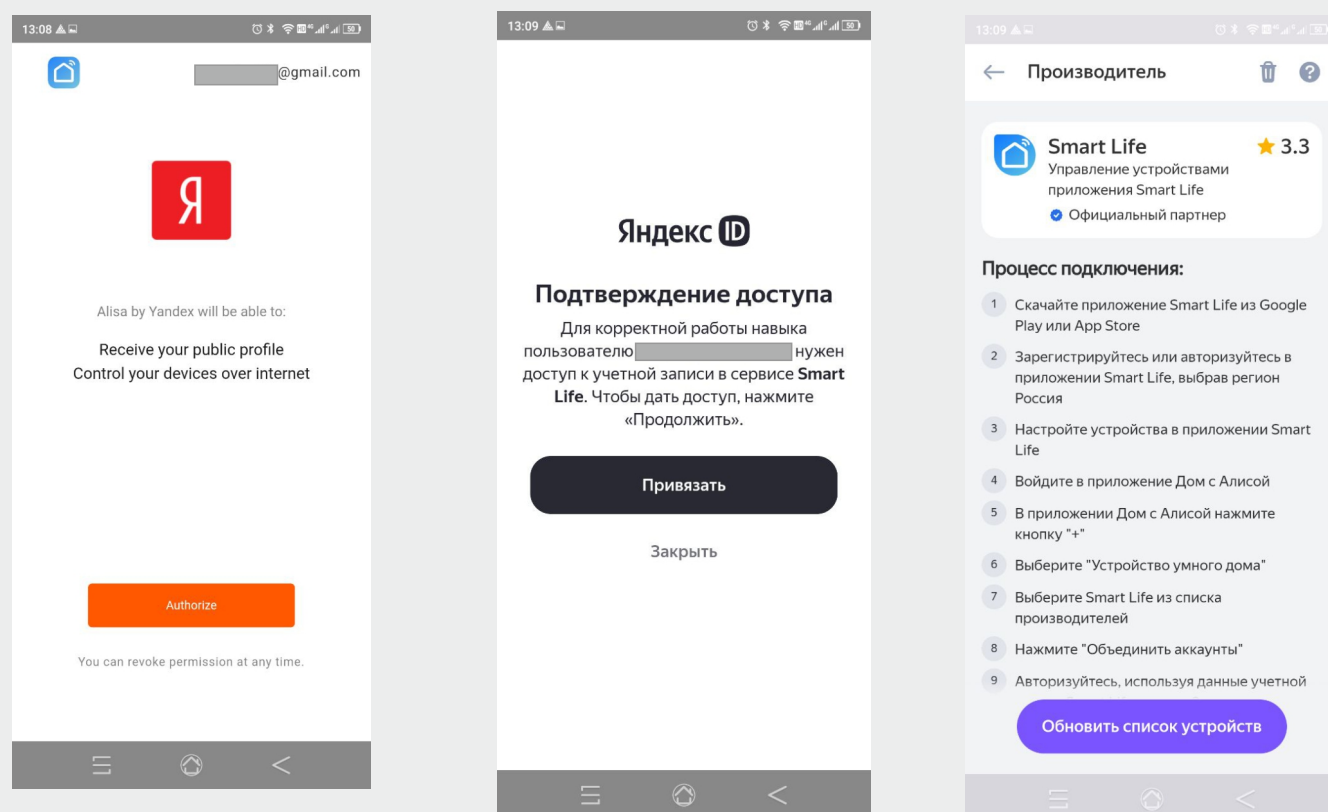 13:08
50
@gmail.com
Я
Alisa by Yandex will be able to:
Receive your public profile
Control your devices over internet
Authorize
You can revoke permission at any time.
13:09
50
Яндекс ID
Подтверждение доступа
Для корректной работы навыка
пользователю нужен
доступ к учетной записи в сервисе Smart
Life. Чтобы дать доступ, нажмите
«Продолжить».
Привязать
Закрыть
13:09
50
Производитель
?
Smart Life
3.3
Управление устройствами
приложения Smart Life
Официальный партнер
Процесс подключения:
1 Скачайте приложение Smart Life из Google
Play или App Store
2 Зарегистрируйтесь или авторизуйтесь в
приложении Smart Life, выбрав регион
Россия
3 Настройте устройства в приложении Smart
Life
4 Войдите в приложение Дом с Алисой
5 В приложении Дом с Алисой нажмите
кнопку "+"
6 Выберите "Устройство умного дома"
7 Выберите Smart Life из списка
производителей
8 Нажмите "Объединить аккаунты"
9 Авторизуйтесь, используя данные учетной
Обновить список устройств